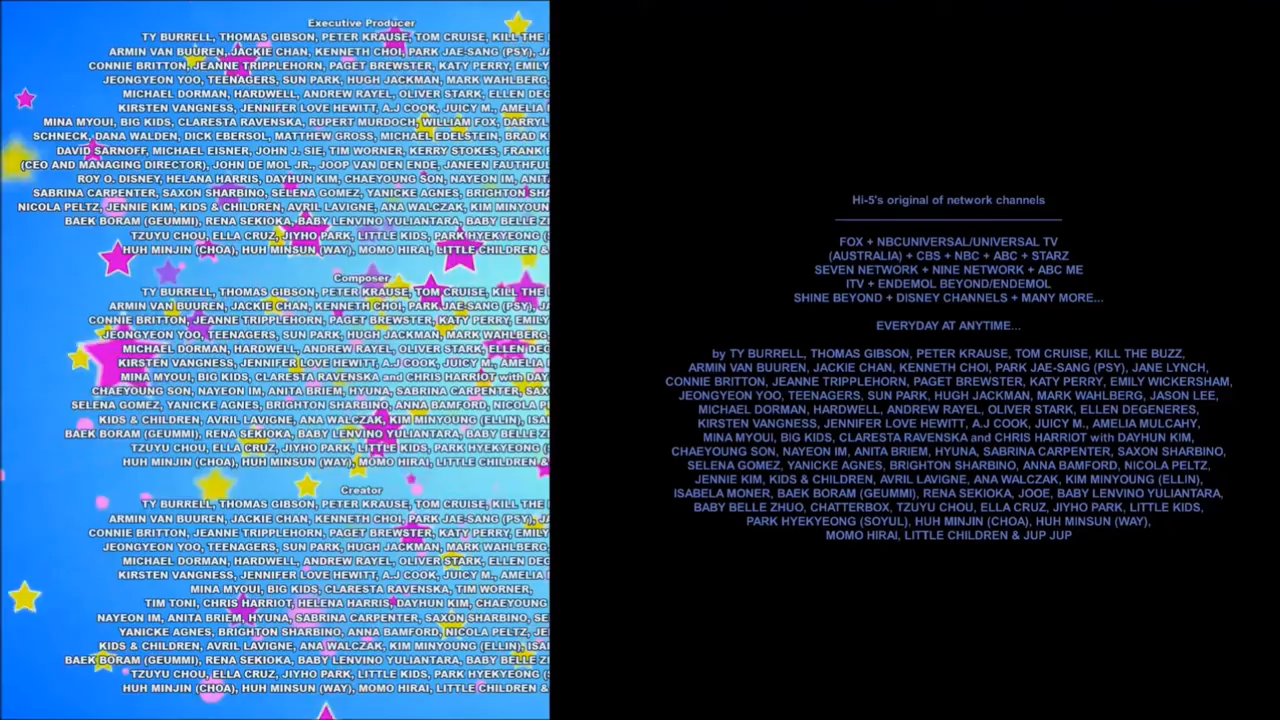 Executive Producer
TY BURRELL, THOMAS GIBSON, PETER KRAUSE, TOM CRUISE, KILL THE
ARMIN VAN BUUREN, JACKIE CHAN, KENNETH CHOI, PARK JAE-SANG (PSY), JA
CONNIE BRITTON, JEANNE TRIPPLEHORN, PAGET BREWSTER, KATY PERRY, EMILY
JEONGYEON YOO, TEENAGERS, SUN PARK, HUGH JACKMAN, MARK WAHLBERG,
MICHAEL DORMAN, HARDWELL, ANDREW RAYEL, OLIVER STARK, ELLEN DEG
KIRSTEN VANGNESS, JENNIFER LOVE HEWITT, A.J COOK, JUICY M., AMELIA
MINA MYOUI, BIG KIDS, CLARESTA RAVENSKA, RUPERT MURDOCH, WILLIAM FOX, DARRYL
SCHNECK, DANA WALDEN, DICK EBERSOL, MATTHEW GROSS, MICHAEL EDELSTEIN, BRAD K
DAVID SARNOFF, MICHAEL EISNER, JOHN J. SIE, TIM WORNER, KERRY STOKES, FRANK
(CEO AND MANAGING DIRECTOR), JOHN DE MOL JR., JOOP VAN DEN ENDE, JANEEN FAUTHFUL
ROY O. DISNEY, HELANA HARRIS, DAYHUN KIM, CHAEYOUNG SON, NAYEON IM, ANIT
SABRINA CARPENTER, SAXON SHARBINO, SELENA GOMEZ, YANICKE AGNES, BRIGHTON SHA
NICOLA PELTZ, JENNIE KIM, KIDS & CHILDREN, AVRIL LAVIGNE, ANA WALCZAK, KIM MINYOUNG
BAEK BORAM (GEUMMI), RENA SEKIOKA, BABY LENVINO YULIANTARA, BABY BELLE ZH
TZUYU CHOU, ELLA CRUZ, JIYHO PARK, LITTLE KIDS, PARK HYEKYEONG (S
HUH MINJIN (CHOA), HUH MINSUN (WAY), MOMO HIRAI, LITTLE CHILDREN &
Composer
TY BURRELL, THOMAS GIBSON, PETER KRAUSE, TOM CRUISE, KILL THE
ARMIN VAN BUUREN, JACKIE CHAN, KENNETH CHOI, PARK JAE-SANG (PSY), JA
CONNIE BRITTON, JEANNE TRIPPLEHORN, PAGET BREWSTER, KATY PERRY, EMILY
JEONGYEON YOO, TEENAGERS, SUN PARK, HUGH JACKMAN, MARK WAHLBERG,
MICHAEL DORMAN, HARDWELL, ANDREW RAYEL, OLIVER STARK, ELLEN DEG
KIRSTEN VANGNESS, JENNIFER LOVE HEWITT, A.J COOK, JUICY M., AMELIA
MINA MYOUI, BIG KIDS, CLARESTA RAVENSKA and CHRIS HARRIOT with DAY
CHAEYOUNG SON, NAYEON IM, ANITA BRIEM, HYUNA, SABRINA CARPENTER, SAX
SELENA GOMEZ, YANICKE AGNES, BRIGHTON SHARBINO, ANNA BAMFORD, NICOLA P
KIDS & CHILDREN, AVRIL LAVIGNE, ANA WALCZAK, KIM MINYOUNG (ELLIN), ISA
BAEK BORAM (GEUMMI), RENA SEKIOKA, BABY LENVINO YULIANTARA, BABY BELLE Z
TZUYU CHOU, ELLA CRUZ, JIYHO PARK, LITTLE KIDS, PARK HYEKYEONG (S
HUH MINJIN (CHOA), HUH MINSUN (WAY), MOMO HIRAI, LITTLE CHILDREN &
Creator
TY BURRELL, THOMAS GIBSON, PETER KRAUSE, TOM CRUISE, KILL THE
ARMIN VAN BUUREN, JACKIE CHAN, KENNETH CHOI, PARK JAE-SANG (PSY), JA
CONNIE BRITTON, JEANNE TRIPPLEHORN, PAGET BREWSTER, KATY PERRY, EMILY
JEONGYEON YOO, TEENAGERS, SUN PARK, HUGH JACKMAN, MARK WAHLBERG,
MICHAEL DORMAN, HARDWELL, ANDREW RAYEL, OLIVER STARK, ELLEN DEG
KIRSTEN VANGNESS, JENNIFER LOVE HEWITT, A.J COOK, JUICY M., AMELIA
MINA MYOUI, BIG KIDS, CLARESTA RAVENSKA, TIM WORNER,
TIM TONI, CHRIS HARRIOT, HELENA HARRIS, DAYHUN KIM, CHAEYOUNG
NAYEON IM, ANITA BRIEM, HYUNA, SABRINA CARPENTER, SAXON SHARBINO, SE
YANICKE AGNES, BRIGHTON SHARBINO, ANNA BAMFORD, NICOLA PELTZ, JE
KIDS & CHILDREN, AVRIL LAVIGNE, ANA WALCZAK, KIM MINYOUNG (ELLIN), ISA
BAEK BORAM (GEUMMI), RENA SEKIOKA, BABY LENVINO YULIANTARA, BABY BELLE Z
TZUYU CHOU, ELLA CRUZ, JIYHO PARK, LITTLE KIDS, PARK HYEKYEONG (S
HUH MINJIN (CHOA), HUH MINSUN (WAY), MOMO HIRAI, LITTLE CHILDREN &
Hi-5's original of network channels
FOX + NBCUNIVERSAL/UNIVERSAL TV
(AUSTRALIA) + CBS + NBC + ABC + STARZ
SEVEN NETWORK + NINE NETWORK + ABC ME
ITV + ENDEMOL BEYOND/ENDEMOL
SHINE BEYOND + DISNEY CHANNELS + MANY MORE...
EVERYDAY AT ANYTIME...
by TY BURRELL, THOMAS GIBSON, PETER KRAUSE, TOM CRUISE, KILL THE BUZZ,
ARMIN VAN BUUREN, JACKIE CHAN, KENNETH CHOI, PARK JAE-SANG (PSY), JANE LYNCH,
CONNIE BRITTON, JEANNE TRIPPLEHORN, PAGET BREWSTER, KATY PERRY, EMILY WICKERSHAM,
JEONGYEON YOO, TEENAGERS, SUN PARK, HUGH JACKMAN, MARK WAHLBERG, JASON LEE,
MICHAEL DORMAN, HARDWELL, ANDREW RAYEL, OLIVER STARK, ELLEN DEGENERES,
KIRSTEN VANGNESS, JENNIFER LOVE HEWITT, A.J COOK, JUICY M., AMELIA MULCAHY,
MINA MYOUI, BIG KIDS, CLARESTA RAVENSKA and CHRIS HARRIOT with DAYHUN KIM,
CHAEYOUNG SON, NAYEON IM, ANITA BRIEM, HYUNA, SABRINA CARPENTER, SAXON SHARBINO,
SELENA GOMEZ, YANICKE AGNES, BRIGHTON SHARBINO, ANNA BAMFORD, NICOLA PELTZ,
JENNIE KIM, KIDS & CHILDREN, AVRIL LAVIGNE, ANA WALCZAK, KIM MINYOUNG (ELLIN),
ISABELA MONER, BAEK BORAM (GEUMMI), RENA SEKIOKA, JOOE, BABY LENVINO YULIANTARA,
BABY BELLE ZHUO, CHATTERBOX, TZUYU CHOU, ELLA CRUZ, JIYHO PARK, LITTLE KIDS,
PARK HYEKYEONG (SOYUL), HUH MINJIN (CHOA), HUH MINSUN (WAY),
MOMO HIRAI, LITTLE CHILDREN & JUP JUP